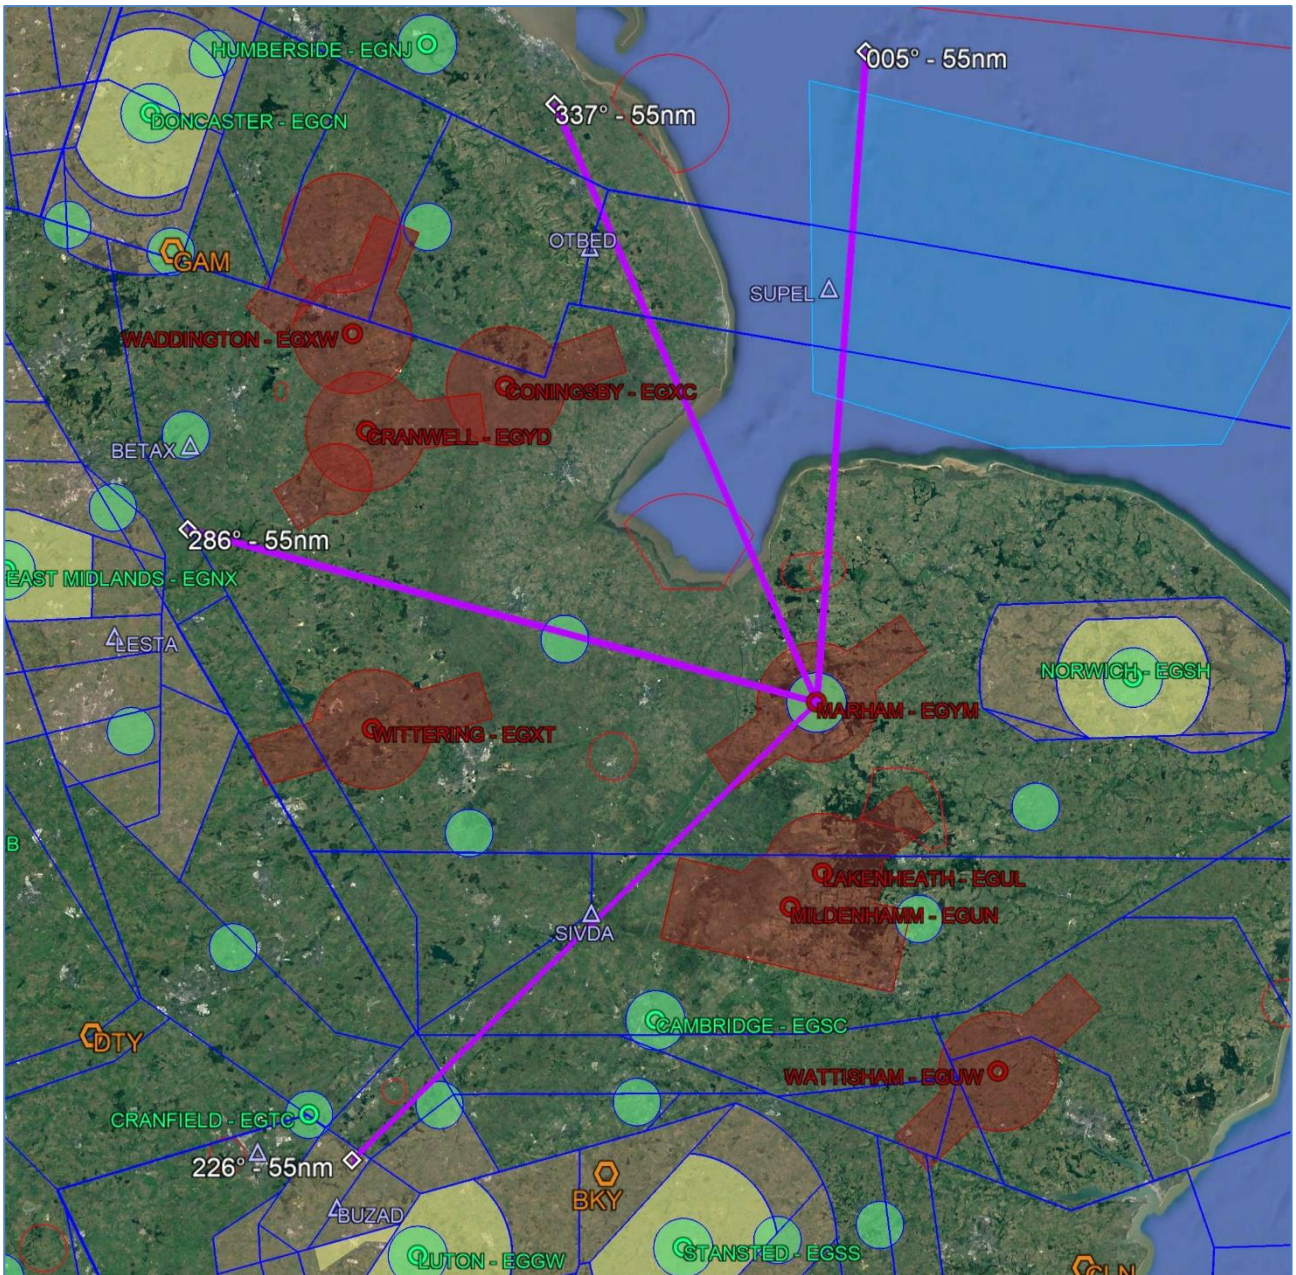 HUMBERSIDE - EGNJ
005° - 55nm
337° - 55nm
DONCASTER - EGCN
OTBED
GAM
SUPEL
WADDINGTON - EGXW
CONINGSBY - EGXC
CRANWELL - EGYD
BETAX
286° - 55nm
EAST MIDLANDS - EGNX
LESTA
NORWICH - EGSH
MARHAM - EGYM
WITTERING - EGXT
B
LAKENHEATH - EGUL
MILDENHAMM - EGUN
SIVDA
CAMBRIDGE - EGSC
DTY
WATTISHAM - EGUW
CRANFIELD - EGTC
226° - 55nm
BKY
BUZAD
LUTON - EGGW
STANSTED - EGSS
CLN